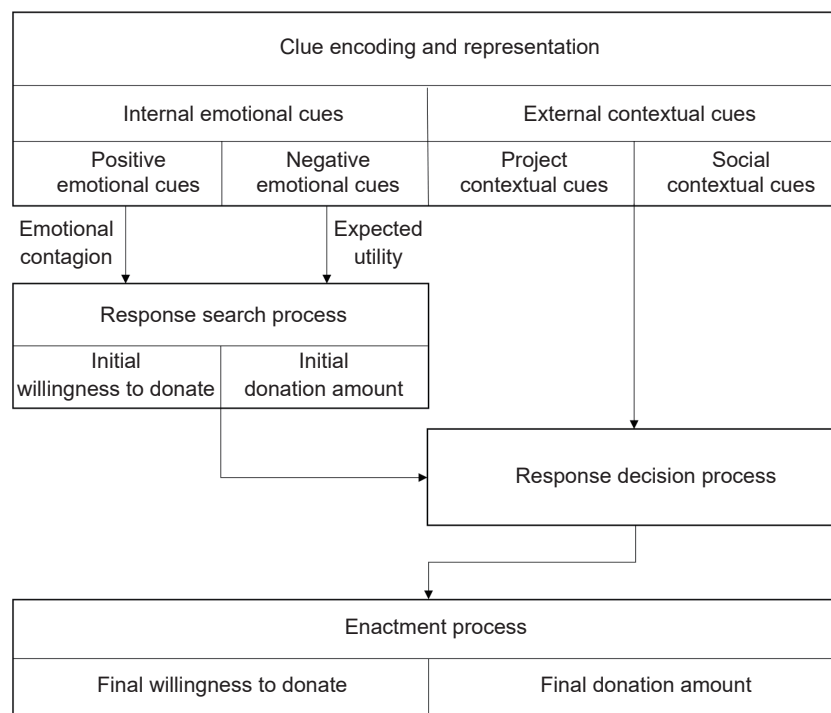 Clue encoding and representation
Internal emotional cues
External contextual cues
Positive
emotional cues
Negative
emotional cues
Project
contextual cues
Social
contextual cues
Emotional
contagion
Expected
utility
Response search process
Initial
willingness to donate
Initial
donation amount
Response decision process
Enactment process
Final willingness to donate
Final donation amount